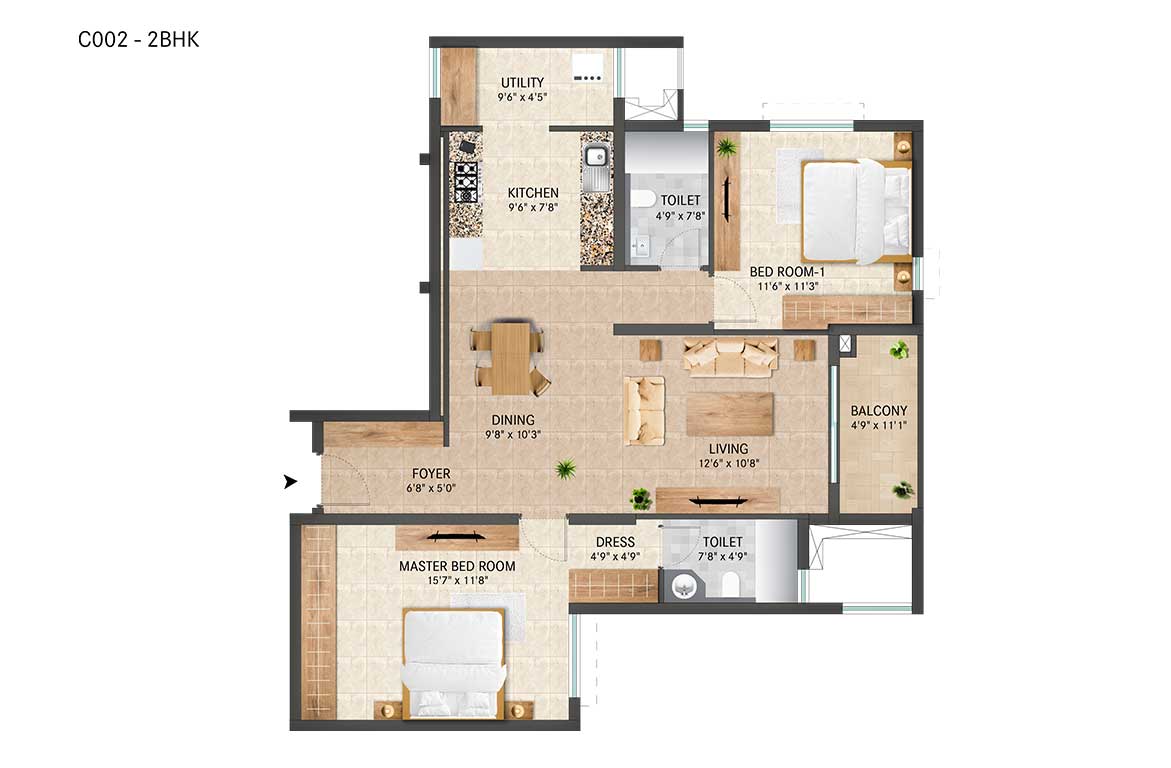 C002 - 2BHK
UTILITY
9'6" x 4'5"
KITCHEN
9'6" x 7'8"
TOILET
4'9" x 7'8"
BED ROOM-1
11'6" x 11'3"
DINING
9'8" x 10'3"
LIVING
12'6" x 10'8"
BALCONY
4'9" x 11'1"
FOYER
6'8" x 5'0"
MASTER BED ROOM
15'7" x 11'8"
DRESS
4'9" x 4'9"
TOILET
7'8" x 4'9"